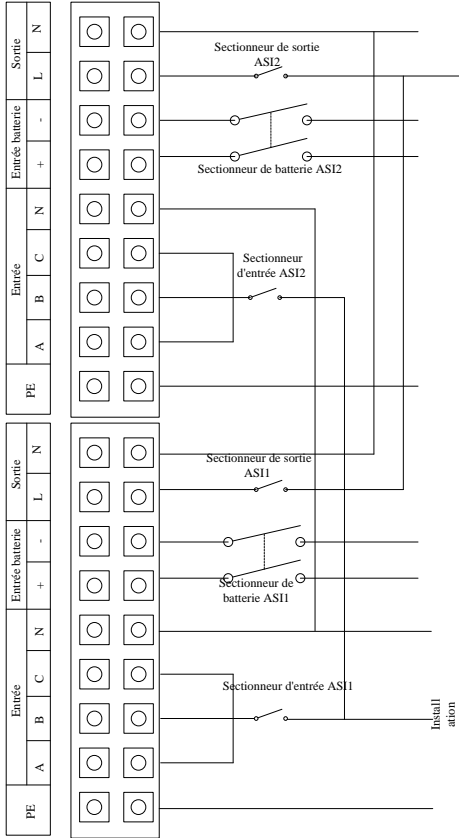 Sortie
N
L
Entrée batterie
-
+
Entrée
N
C
B
A
PE
Sortie
N
L
Entrée batterie
-
+
Entrée
N
C
B
A
PE
Sectionneur de sortie
ASI2
Sectionneur de batterie ASI2
Sectionneur
d'entrée ASI2
Sectionneur de sortie
ASI1
Sectionneur de
batterie ASI1
Sectionneur d'entrée ASI1
Install
ation